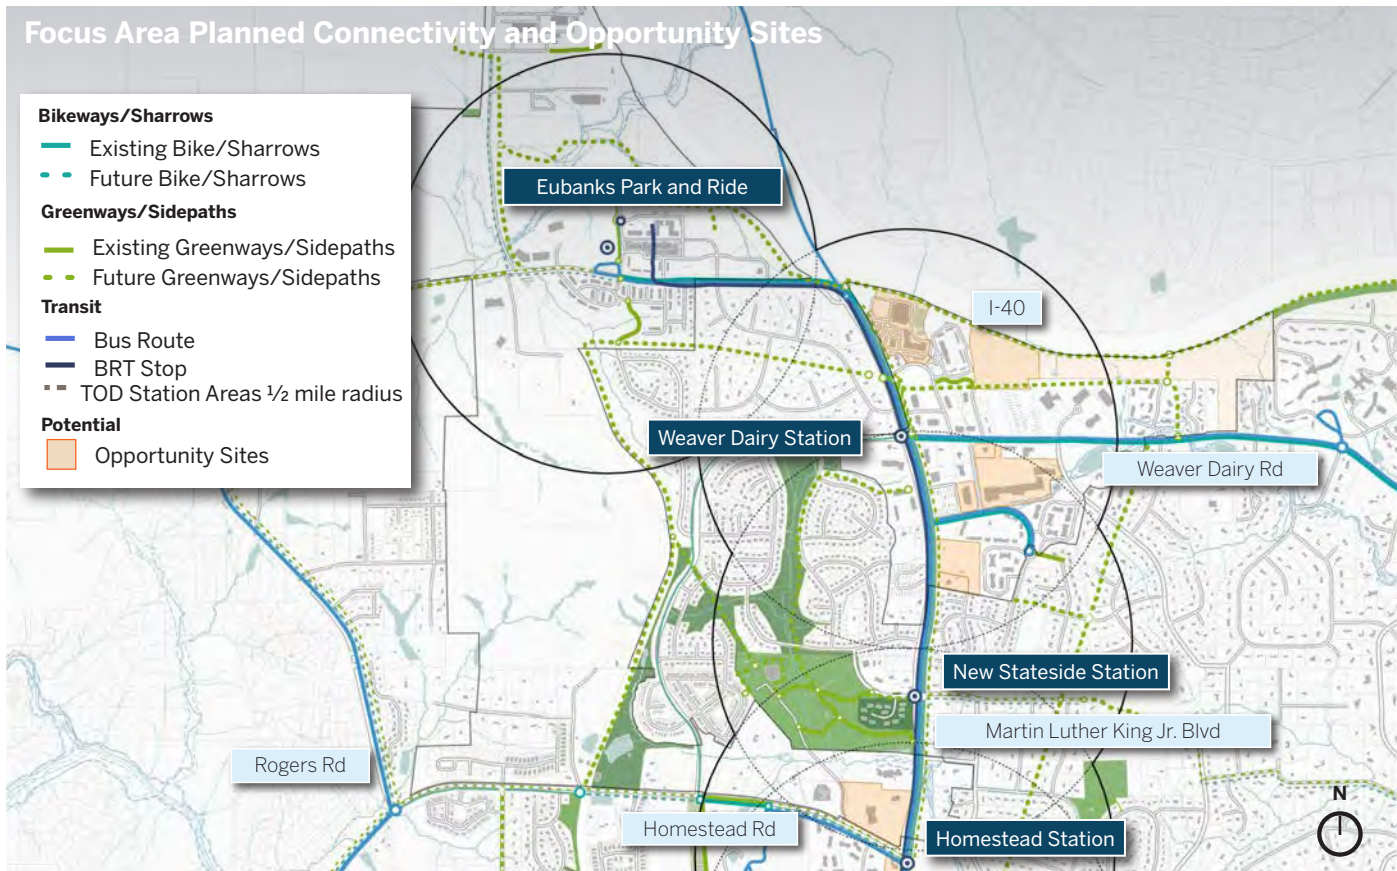 Focus Area Planned Connectivity and Opportunity Sites
Bikeways/Sharrows
Existing Bike/Sharrows
Future Bike/Sharrows
Greenways/Sidepaths
Existing Greenways/Sidepaths
Future Greenways/Sidepaths
Transit
Bus Route
BRT Stop
TOD Station Areas ½ mile radius
Potential
Opportunity Sites
Eubanks Park and Ride
I-40
Weaver Dairy Station
Weaver Dairy Rd
New Stateside Station
Martin Luther King Jr. Blvd
Rogers Rd
N
Homestead Rd
Homestead Station